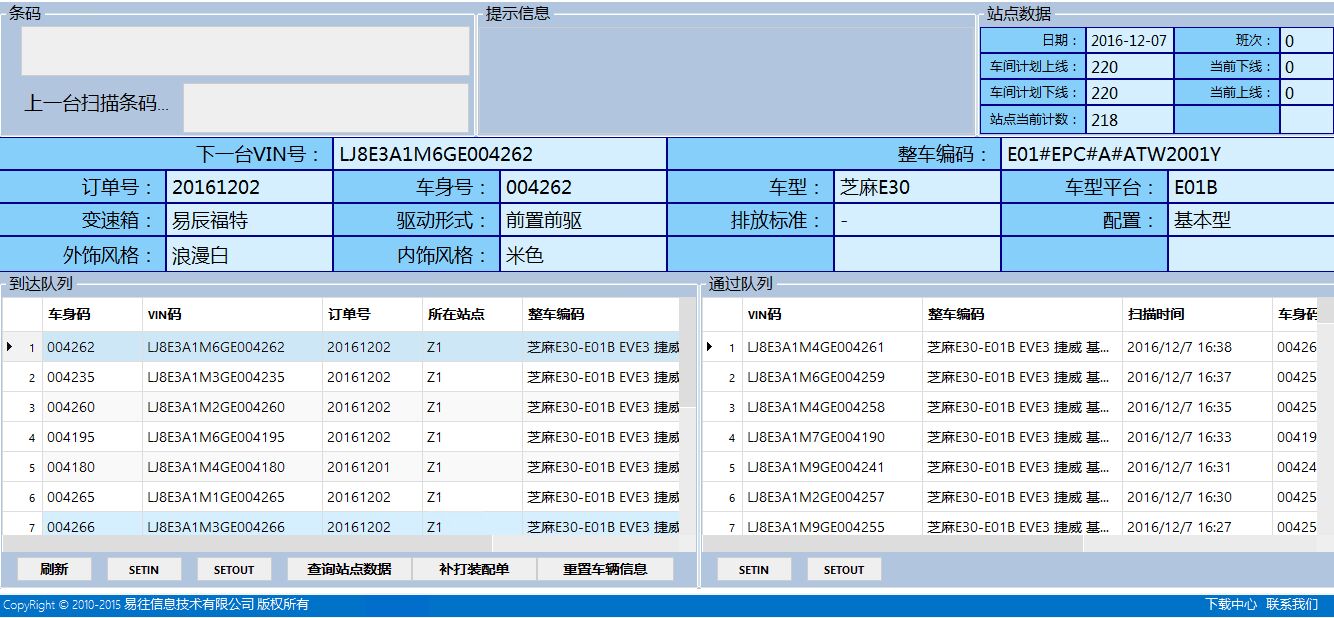 条码
提示信息
站点数据
上一台扫描条码...
日期： 2016-12-07 班次： 0
车间计划上线： 220 当前下线： 0
车间计划下线： 220 当前上线： 0
站点当前计数： 218
下一台VIN号： LJ8E3A1M6GE004262 整车编码： E01#EPC#A#ATW2001Y
订单号： 20161202 车身号： 004262 车型： 芝麻E30 车型平台： E01B
变速箱： 易辰福特 驱动形式： 前置前驱 排放标准： - 配置： 基本型
外饰风格： 浪漫白 内饰风格： 米色
到达队列
车身码 VIN码 订单号 所在站点 整车编码
1 004262 LJ8E3A1M6GE004262 20161202 Z1 芝麻E30-E01B EVE3 捷威
2 004235 LJ8E3A1M3GE004235 20161202 Z1 芝麻E30-E01B EVE3 捷威
3 004260 LJ8E3A1M2GE004260 20161202 Z1 芝麻E30-E01B EVE3 捷威
4 004195 LJ8E3A1M6GE004195 20161202 Z1 芝麻E30-E01B EVE3 捷威
5 004180 LJ8E3A1M4GE004180 20161201 Z1 芝麻E30-E01B EVE3 捷威
6 004265 LJ8E3A1M1GE004265 20161202 Z1 芝麻E30-E01B EVE3 捷威
7 004266 LJ8E3A1M3GE004266 20161202 Z1 芝麻E30-E01B EVE3 捷威
刷新 SETIN SETOUT 查询站点数据 补打装配单 重置车辆信息
通过队列
VIN码 整车编码 扫描时间 车身码
1 LJ8E3A1M4GE004261 芝麻E30-E01B EVE3 捷威 基... 2016/12/7 16:38 00426
2 LJ8E3A1M6GE004259 芝麻E30-E01B EVE3 捷威 基... 2016/12/7 16:37 00425
3 LJ8E3A1M4GE004258 芝麻E30-E01B EVE3 捷威 基... 2016/12/7 16:35 00425
4 LJ8E3A1M7GE004190 芝麻E30-E01B EVE3 捷威 基... 2016/12/7 16:33 00419
5 LJ8E3A1M9GE004241 芝麻E30-E01B EVE3 捷威 基... 2016/12/7 16:31 00424
6 LJ8E3A1M2GE004257 芝麻E30-E01B EVE3 捷威 基... 2016/12/7 16:30 00425
7 LJ8E3A1M9GE004255 芝麻E30-E01B EVE3 捷威 基... 2016/12/7 16:27 00425
SETIN SETOUT
CopyRight © 2010-2015 易往信息技术有限公司 版权所有
下载中心 联系我们